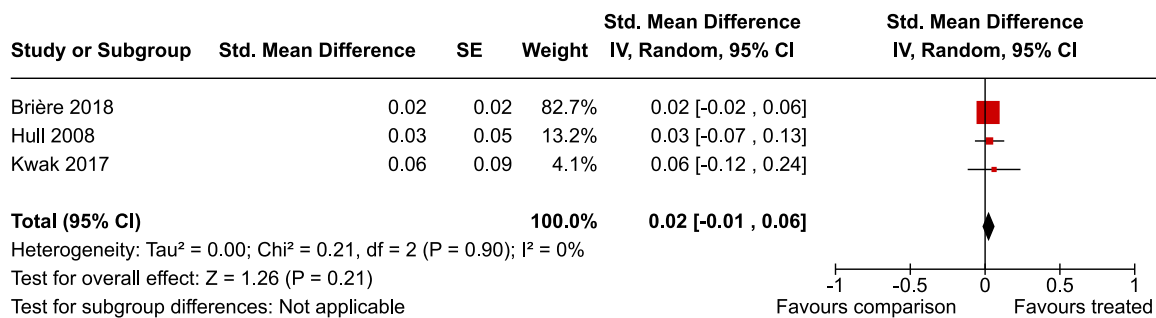 Std. Mean Difference Std. Mean Difference
Study or Subgroup Std. Mean Difference SE Weight IV, Random, 95% CI IV, Random, 95% CI
Brière 2018 0.02 0.02 82.7% 0.02 [-0.02 , 0.06]
Hull 2008 0.03 0.05 13.2% 0.03 [-0.07 , 0.13]
Kwak 2017 0.06 0.09 4.1% 0.06 [-0.12 , 0.24]
Total (95% CI) 100.0% 0.02 [-0.01 , 0.06]
Heterogeneity: Tau² = 0.00; Chi² = 0.21, df = 2 (P = 0.90); I² = 0%
Test for overall effect: Z = 1.26 (P = 0.21)
-1 -0.5 0 0.5 1
Test for subgroup differences: Not applicable Favours comparison Favours treated